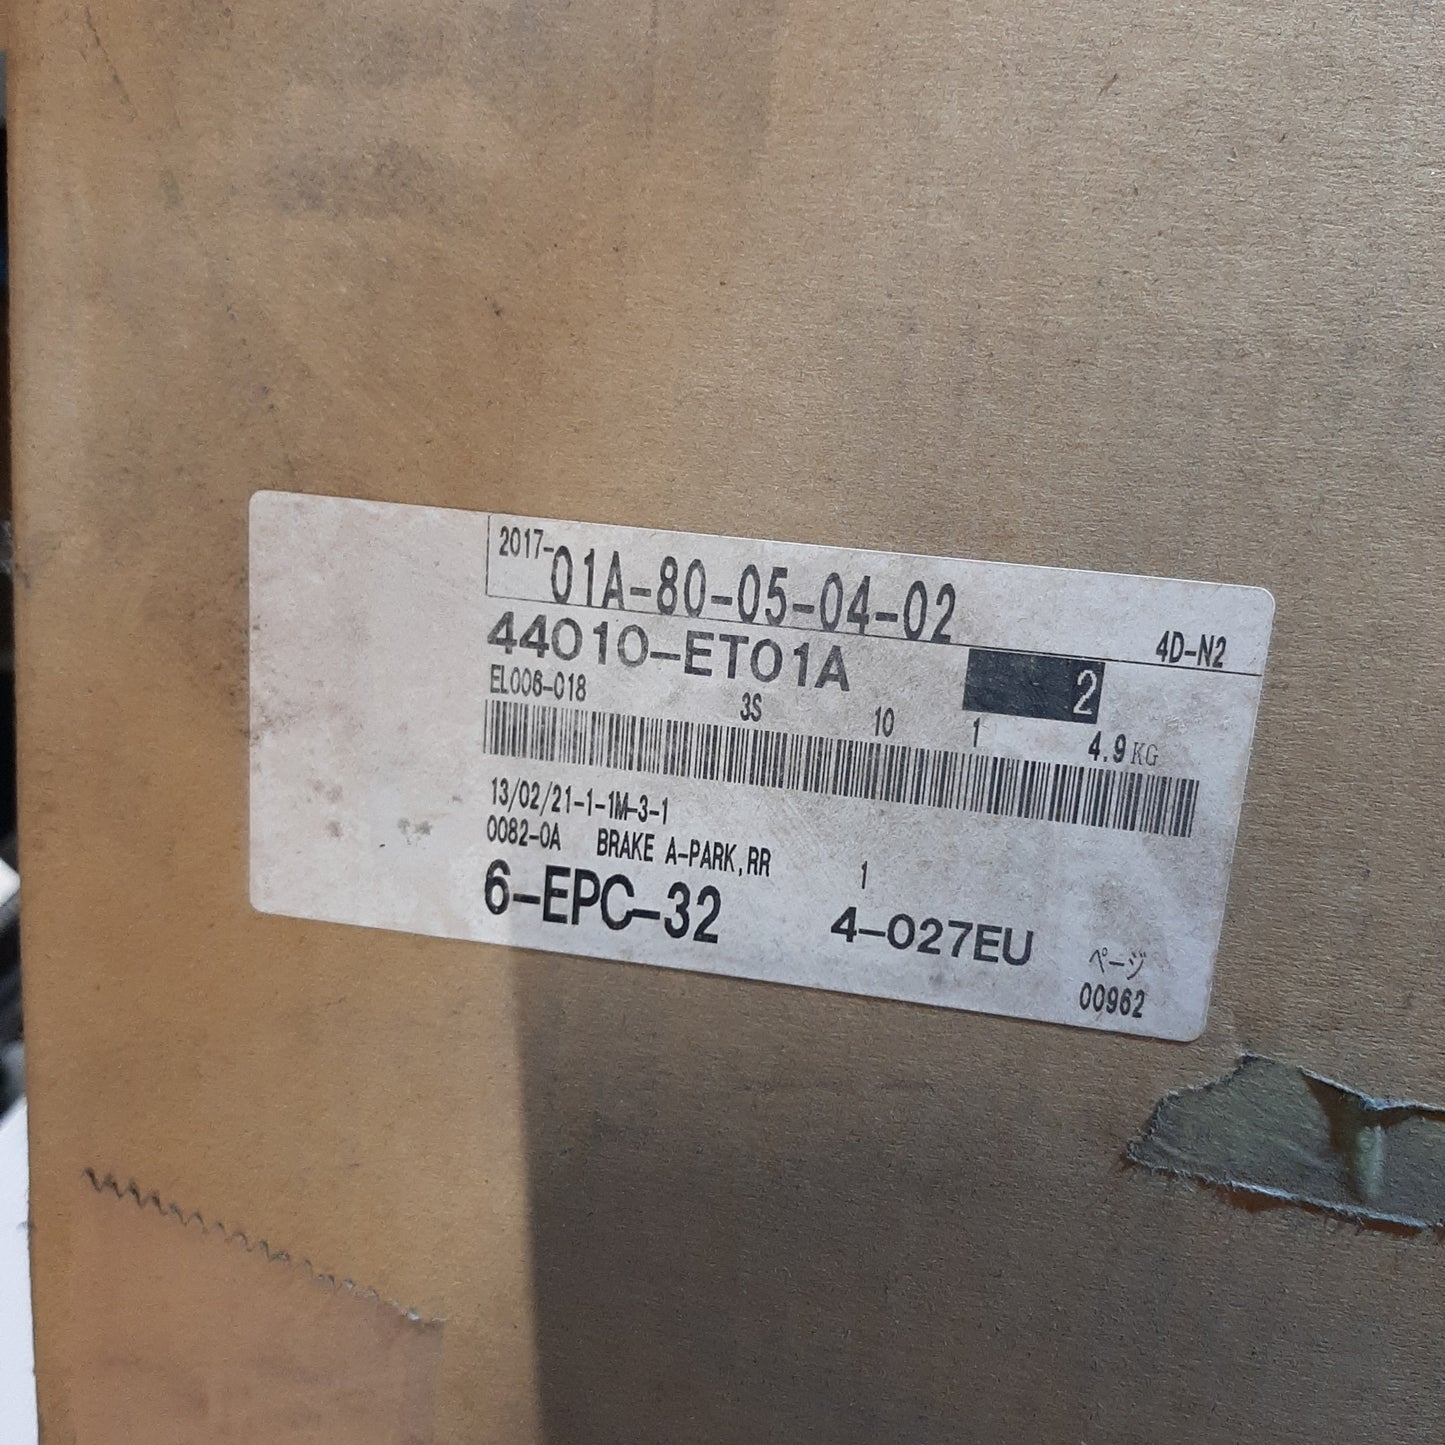 2017-01A-80-05-04-02
4D-N2
44010-ET01A
2
EL006-018 3S 10 1 4.9KG
13/02/21-1-1M-3-1
0082-0A BRAKE A-PARK,RR 1
6-EPC-32 4-027EU ページ
00962